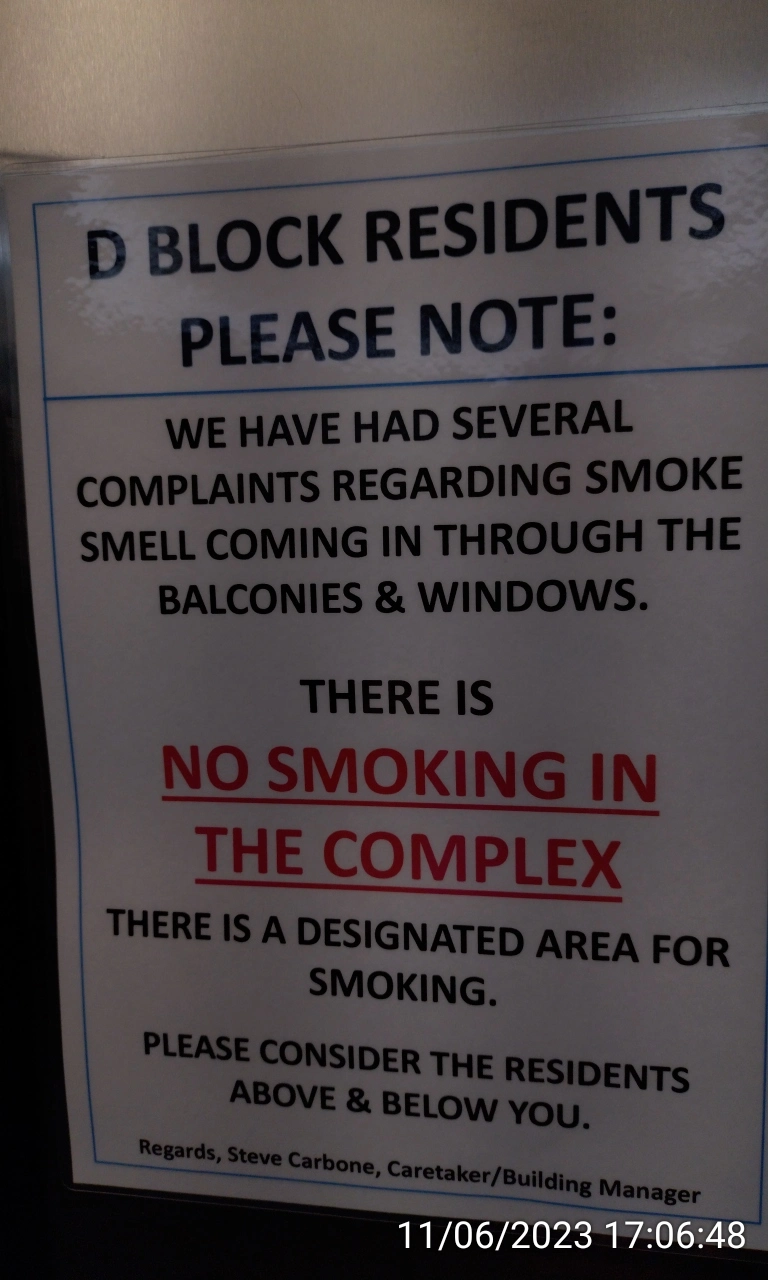 D BLOCK RESIDENTS
PLEASE NOTE:
WE HAVE HAD SEVERAL
COMPLAINTS REGARDING SMOKE
SMELL COMING IN THROUGH THE
BALCONIES & WINDOWS.
THERE IS
NO SMOKING IN
THE COMPLEX
THERE IS A DESIGNATED AREA FOR
SMOKING.
PLEASE CONSIDER THE RESIDENTS
ABOVE & BELOW YOU.
Regards, Steve Carbone, Caretaker/Building Manager
11/06/2023 17:06:48